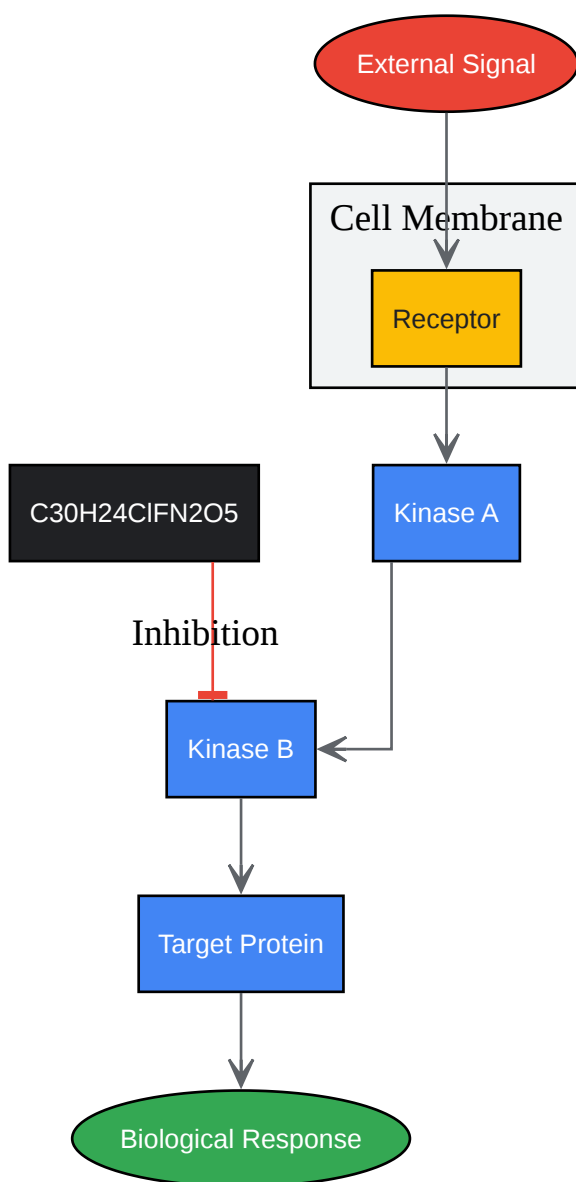 External Signal
Cell Membrane
Receptor
C30H24ClFN2O5
Kinase A
Inhibition
Kinase B
Target Protein
Biological Response